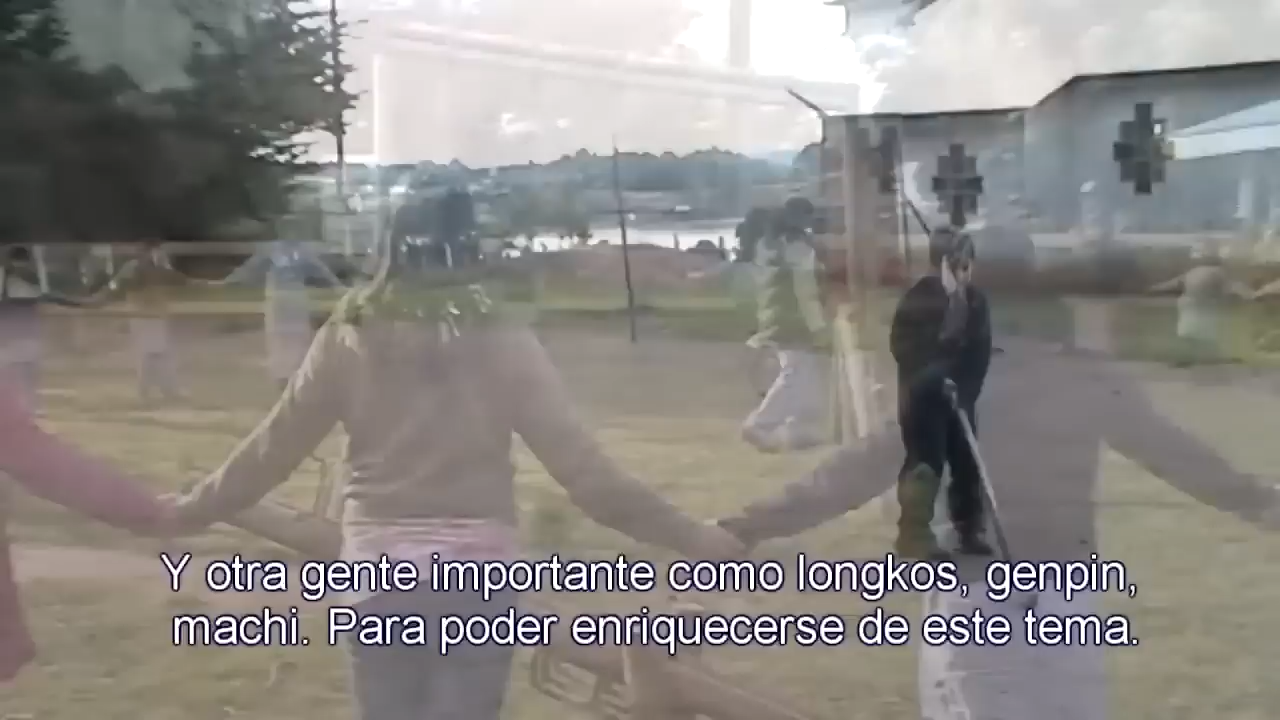 Y otra gente importante como longkos, genpin,
machi. Para poder enriquecerse de este tema.